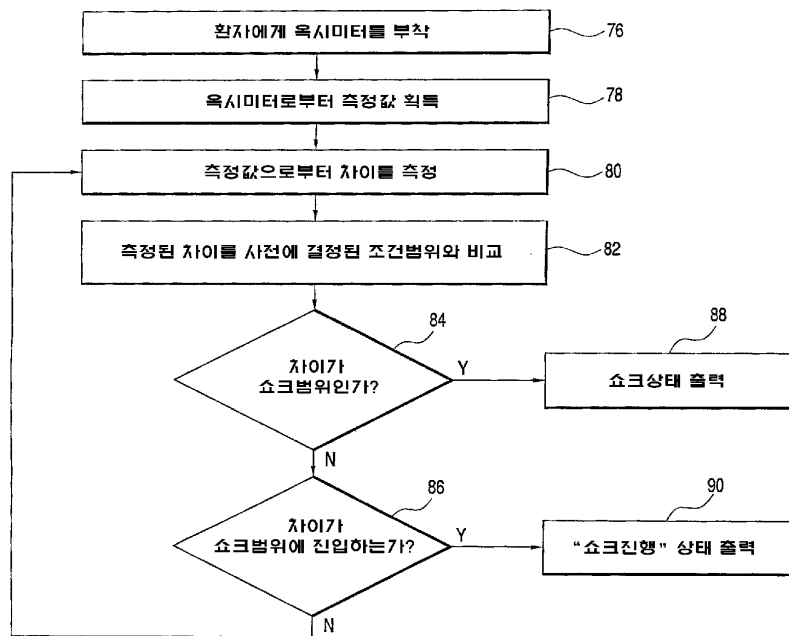 환자에게 옥시미터를 부착
76
옥시미터로부터 측정값 획득
78
측정값으로부터 차이를 측정
80
측정된 차이를 사전에 결정된 조건범위와 비교
82
84
차이가
쇼크범위인가?
Y
88
쇼크상태 출력
N
86
차이가
쇼크범위에 진입하는가?
Y
90
“쇼크진행” 상태 출력
N